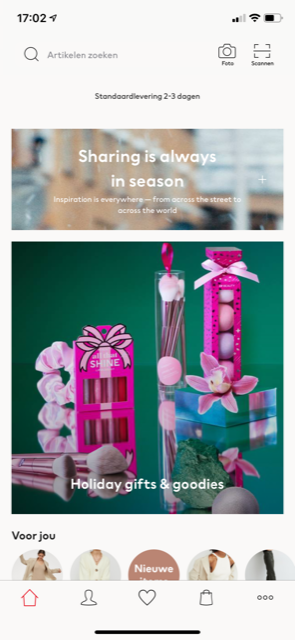 17:02
Artikelen zoeken
Foto
Scannen
Standaardlevering 2-3 dagen
Sharing is always
in season
Inspiration is everywhere – from across the street to
across the world
SHINE
Holiday gifts & goodies
Voor jou
Nieuwe
items